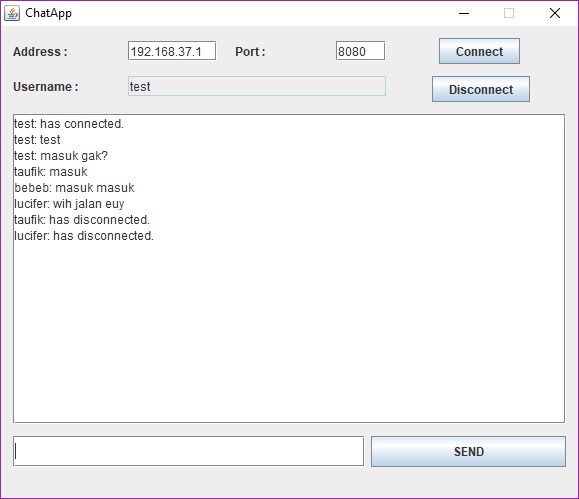 ChatApp
Address : 192.168.37.1 Port : 8080 Connect
Username : test Disconnect
test: has connected.
test: test
test: masuk gak?
taufik: masuk
bebeb: masuk masuk
lucifer: wih jalan euy
taufik: has disconnected.
lucifer: has disconnected.
SEND